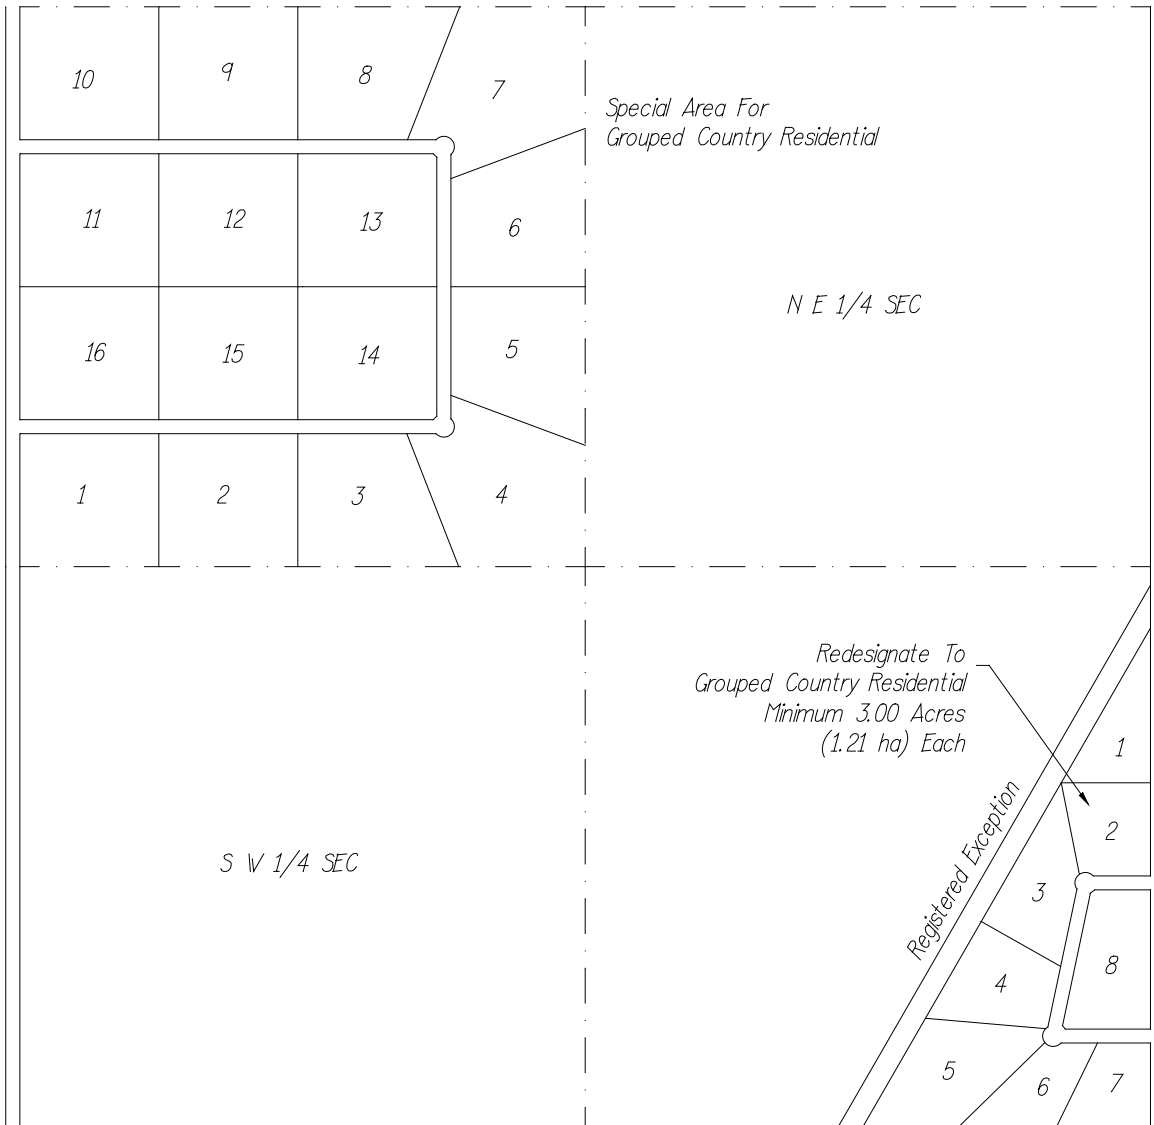 10
9
8
7
Special Area For
Grouped Country Residential
11
12
13
6
N E 1/4 SEC
16
15
14
5
1
2
3
4
Redesignate To
Grouped Country Residential
Minimum 3.00 Acres
(1.21 ha) Each
1
2
Registered Exception
S W 1/4 SEC
3
8
4
5
6
7